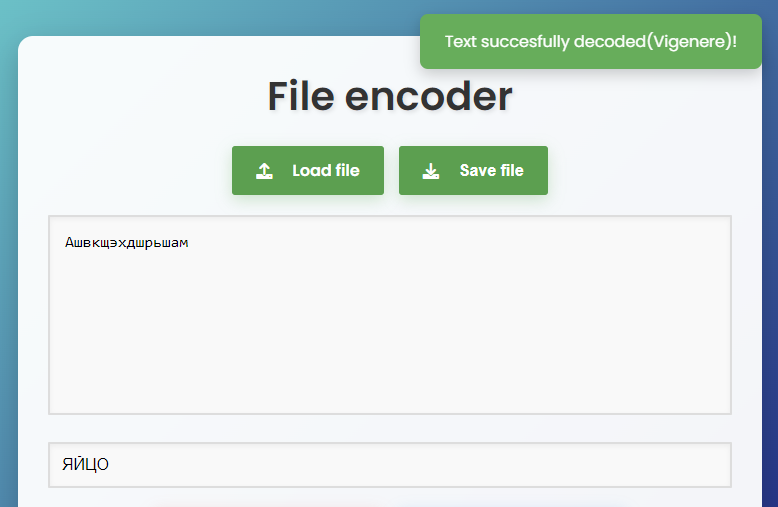 Text succesfully decoded(Vigenere)!
File encoder
Load file
Save file
Ашвкщэхдшрьшам
ЯЙЦО